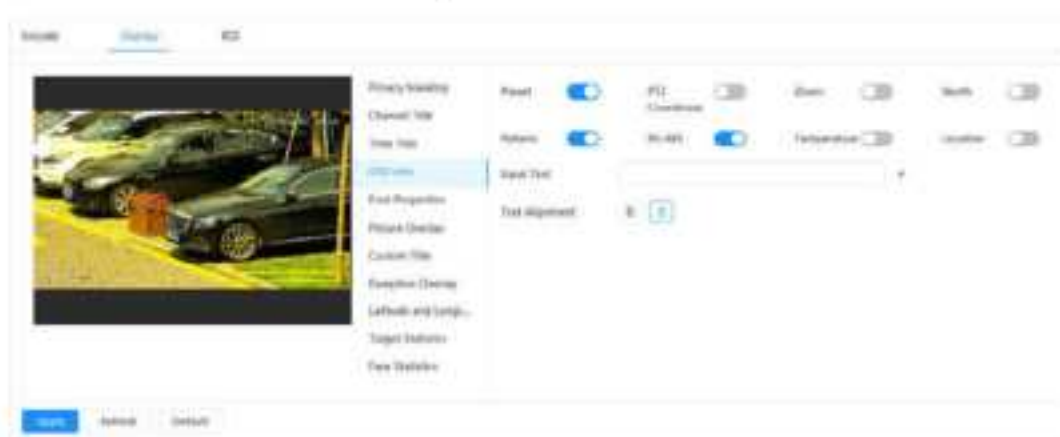 Encode Overlay ROI
Privacy Masking
Channel Title
Time Title
OSD Info
Font Properties
Picture Overlay
Custom Title
Exception Overlay
Latitude and Longi...
Target Statistics
Face Statistics
Preset PTZ Coordinates Zoom North
Pattern RS-485 Temperature Location
Input Text +
Text Alignment
Apply Refresh Default